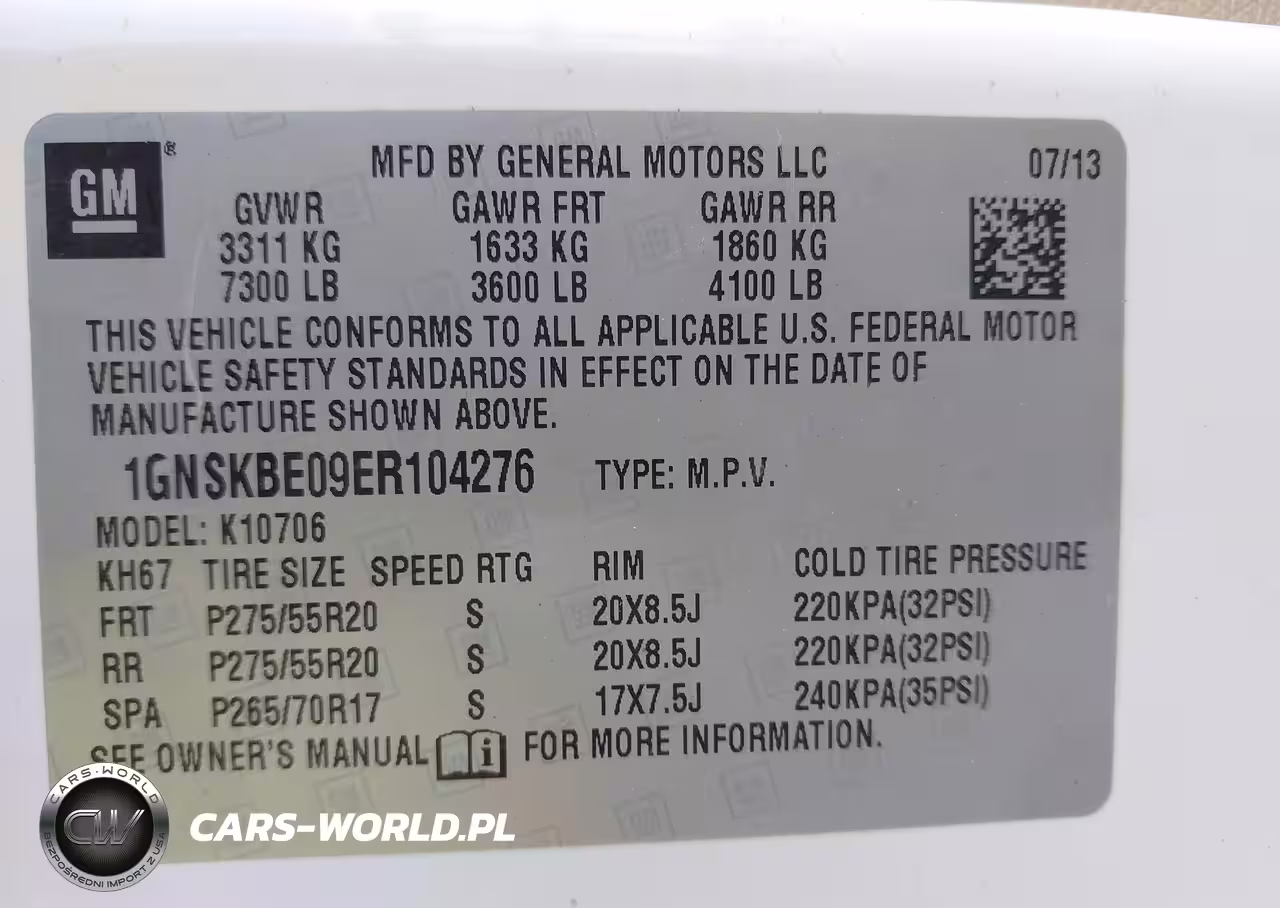 GM ®
MFD BY GENERAL MOTORS LLC 07/13
GVWR GAWR FRT GAWR RR
3311 KG 1633 KG 1860 KG
7300 LB 3600 LB 4100 LB
THIS VEHICLE CONFORMS TO ALL APPLICABLE U.S. FEDERAL MOTOR
VEHICLE SAFETY STANDARDS IN EFFECT ON THE DATE OF
MANUFACTURE SHOWN ABOVE.
1GNSKBE09ER104276 TYPE: M.P.V.
MODEL: K10706
KH67 TIRE SIZE SPEED RTG RIM COLD TIRE PRESSURE
FRT P275/55R20 S 20X8.5J 220KPA(32PSI)
RR P275/55R20 S 20X8.5J 220KPA(32PSI)
SPA P265/70R17 S 17X7.5J 240KPA(35PSI)
SEE OWNER'S MANUAL i FOR MORE INFORMATION.
CARS-WORLD
CW
BEZPOŚREDNI IMPORT Z USA
CARS-WORLD.PL